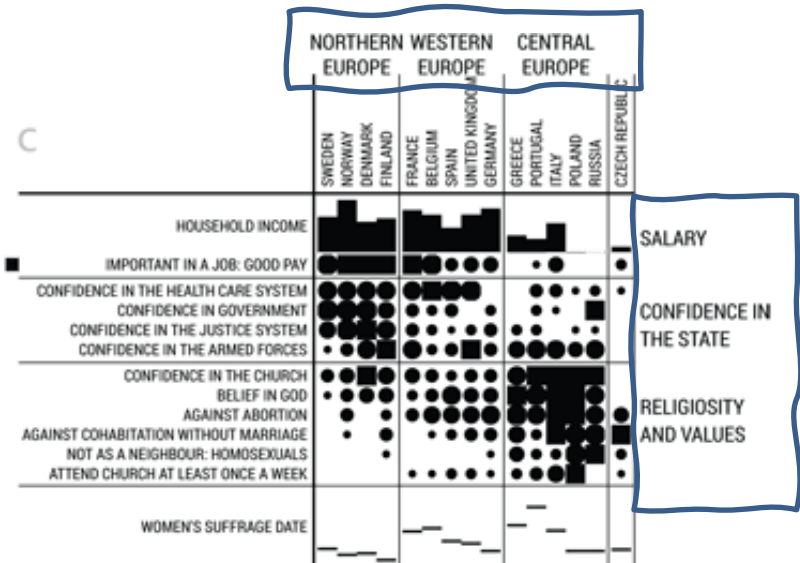 NORTHERN WESTERN CENTRAL
EUROPE EUROPE EUROPE
C
SWEDEN
NORWAY
DENMARK
FINLAND
FRANCE
BELGIUM
SPAIN
UNITED KINGDOM
GERMANY
GREECE
PORTUGAL
ITALY
POLAND
RUSSIA
CZECH REPUBLIC
HOUSEHOLD INCOME
SALARY
IMPORTANT IN A JOB: GOOD PAY
CONFIDENCE IN THE HEALTH CARE SYSTEM
CONFIDENCE IN GOVERNMENT
CONFIDENCE IN THE JUSTICE SYSTEM
CONFIDENCE IN THE ARMED FORCES
CONFIDENCE IN
THE STATE
CONFIDENCE IN THE CHURCH
BELIEF IN GOD
AGAINST ABORTION
AGAINST COHABITATION WITHOUT MARRIAGE
NOT AS A NEIGHBOUR: HOMOSEXUALS
ATTEND CHURCH AT LEAST ONCE A WEEK
RELIGIOSITY
AND VALUES
WOMEN'S SUFFRAGE DATE